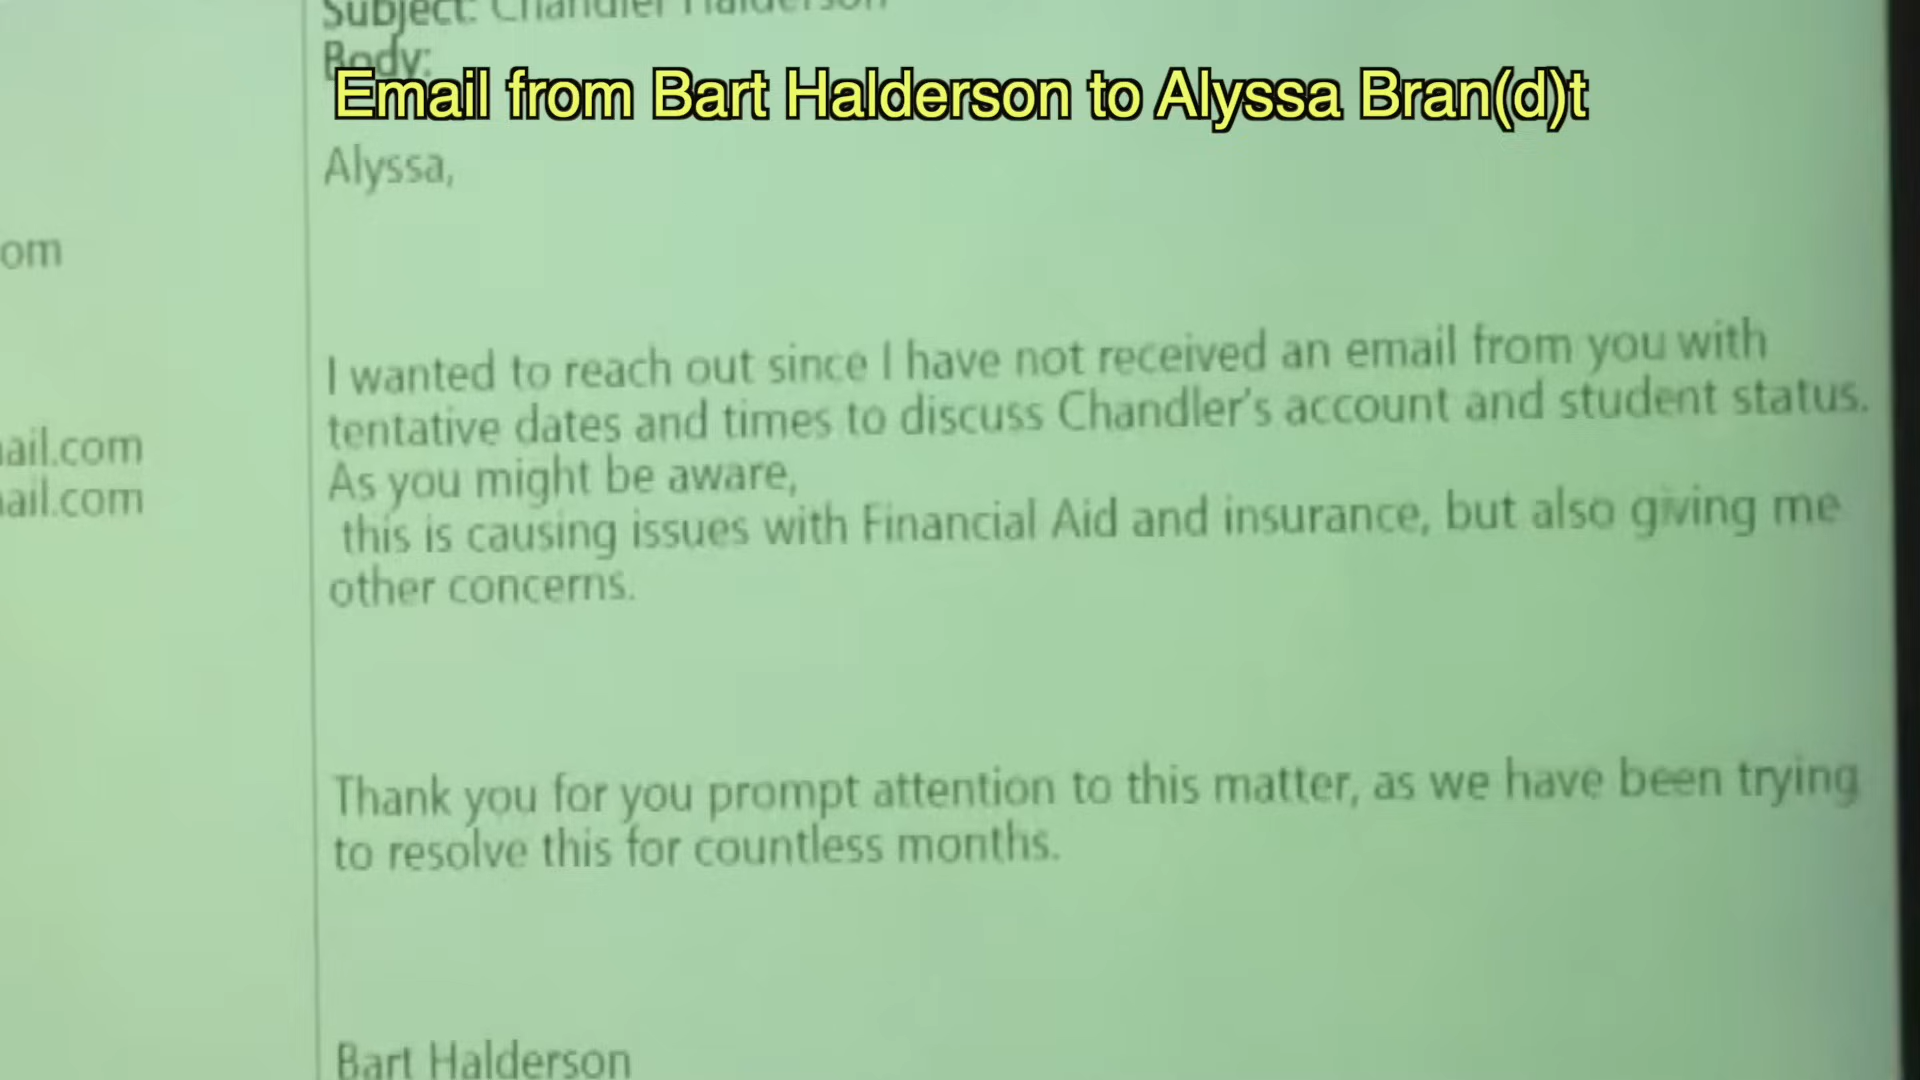 Subject: Chandler Halderson
Body:
Email from Bart Halderson to Alyssa Bran(d)t
Alyssa,
om
I wanted to reach out since I have not received an email from you with
tentative dates and times to discuss Chandler's account and student status.
As you might be aware,
ail.com
ail.com
this is causing issues with Financial Aid and insurance, but also giving me
other concerns.
Thank you for you prompt attention to this matter, as we have been trying
to resolve this for countless months.
Bart Halderson